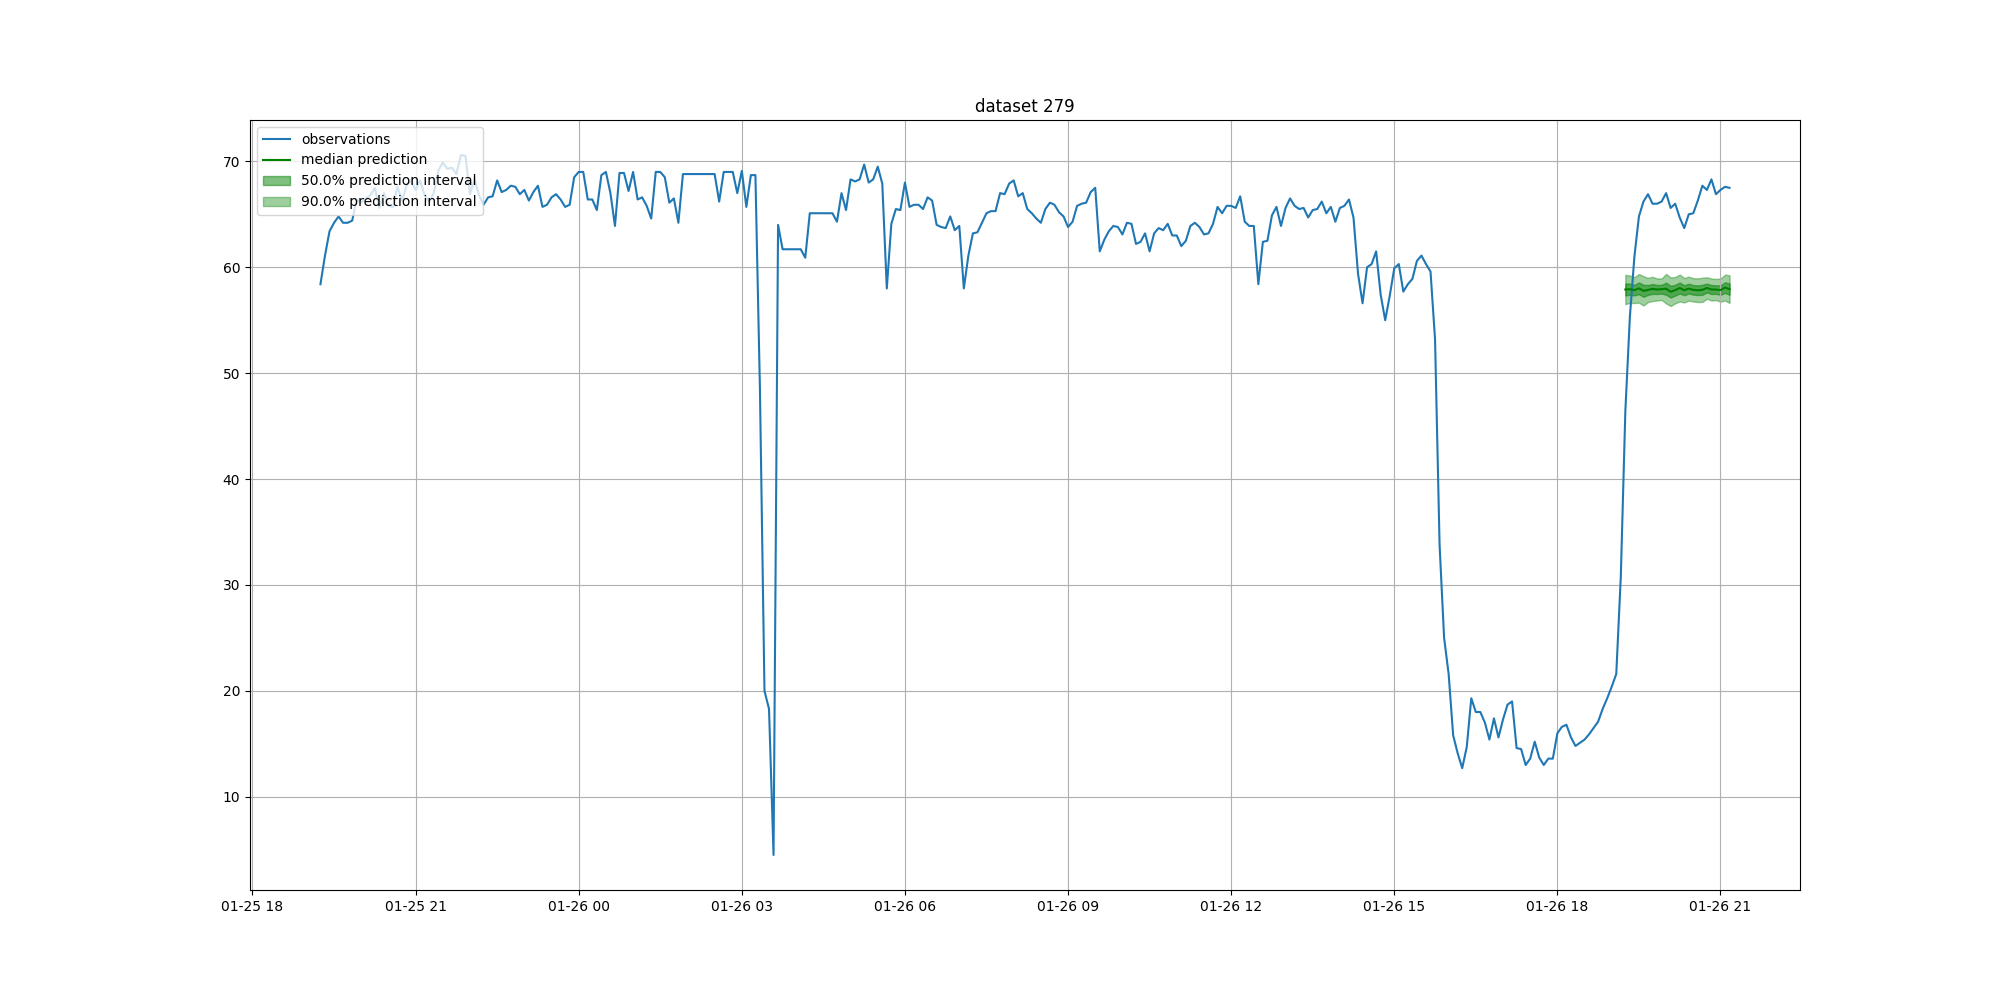 dataset 279
observations
median prediction
50.0% prediction interval
90.0% prediction interval
70
60
50
40
30
20
10
01-25 18 01-25 21 01-26 00 01-26 03 01-26 06 01-26 09 01-26 12 01-26 15 01-26 18 01-26 21